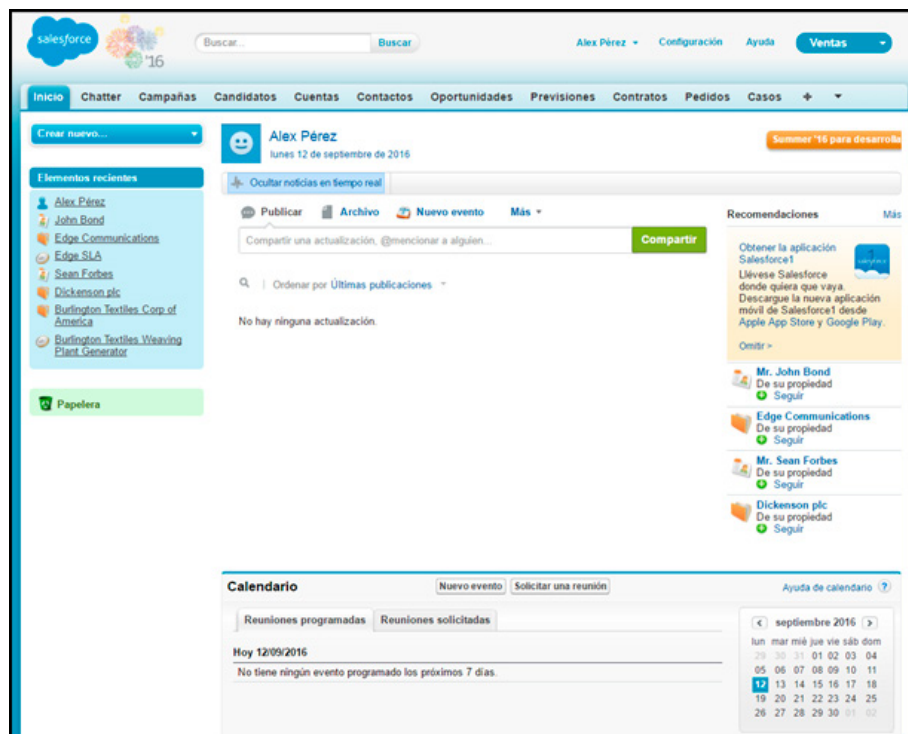 salesforce
'16
Buscar...
Buscar
Alex Pérez
Configuración
Ayuda
Ventas
Inicio Chatter Campañas Candidatos Cuentas Contactos Oportunidades Previsiones Contratos Pedidos Casos +
Crear nuevo...
Elementos recientes
Alex Pérez
John Bond
Edge Communications
Edge SLA
Sean Forbes
Dickenson plc
Burlington Textiles Corp of
America
Burlington Textiles Weaving
Plant Generator
Papelera
Alex Pérez
lunes 12 de septiembre de 2016
Summer '16 para desarrolla
Ocultar noticias en tiempo real
Publicar Archivo Nuevo evento Más
Compartir una actualización, @mencionar a alguien...
Compartir
Ordenar por Últimas publicaciones
No hay ninguna actualización.
Recomendaciones Más
Obtener la aplicación
Salesforce1
Llévese Salesforce
donde quiera que vaya.
Descargue la nueva aplicación
móvil de Salesforce1 desde
Apple App Store y Google Play.
Omitir >
Mr. John Bond
De su propiedad
Seguir
Edge Communications
De su propiedad
Seguir
Mr. Sean Forbes
De su propiedad
Seguir
Dickenson plc
De su propiedad
Seguir
Calendario
Nuevo evento
Solicitar una reunión
Ayuda de calendario ?
Reuniones programadas Reuniones solicitadas
Hoy 12/09/2016
No tiene ningún evento programado los próximos 7 días.
< septiembre 2016 >
lun mar mié jue vie sáb dom
29 30 31 01 02 03 04
05 06 07 08 09 10 11
12 13 14 15 16 17 18
19 20 21 22 23 24 25
26 27 28 29 30 01 02